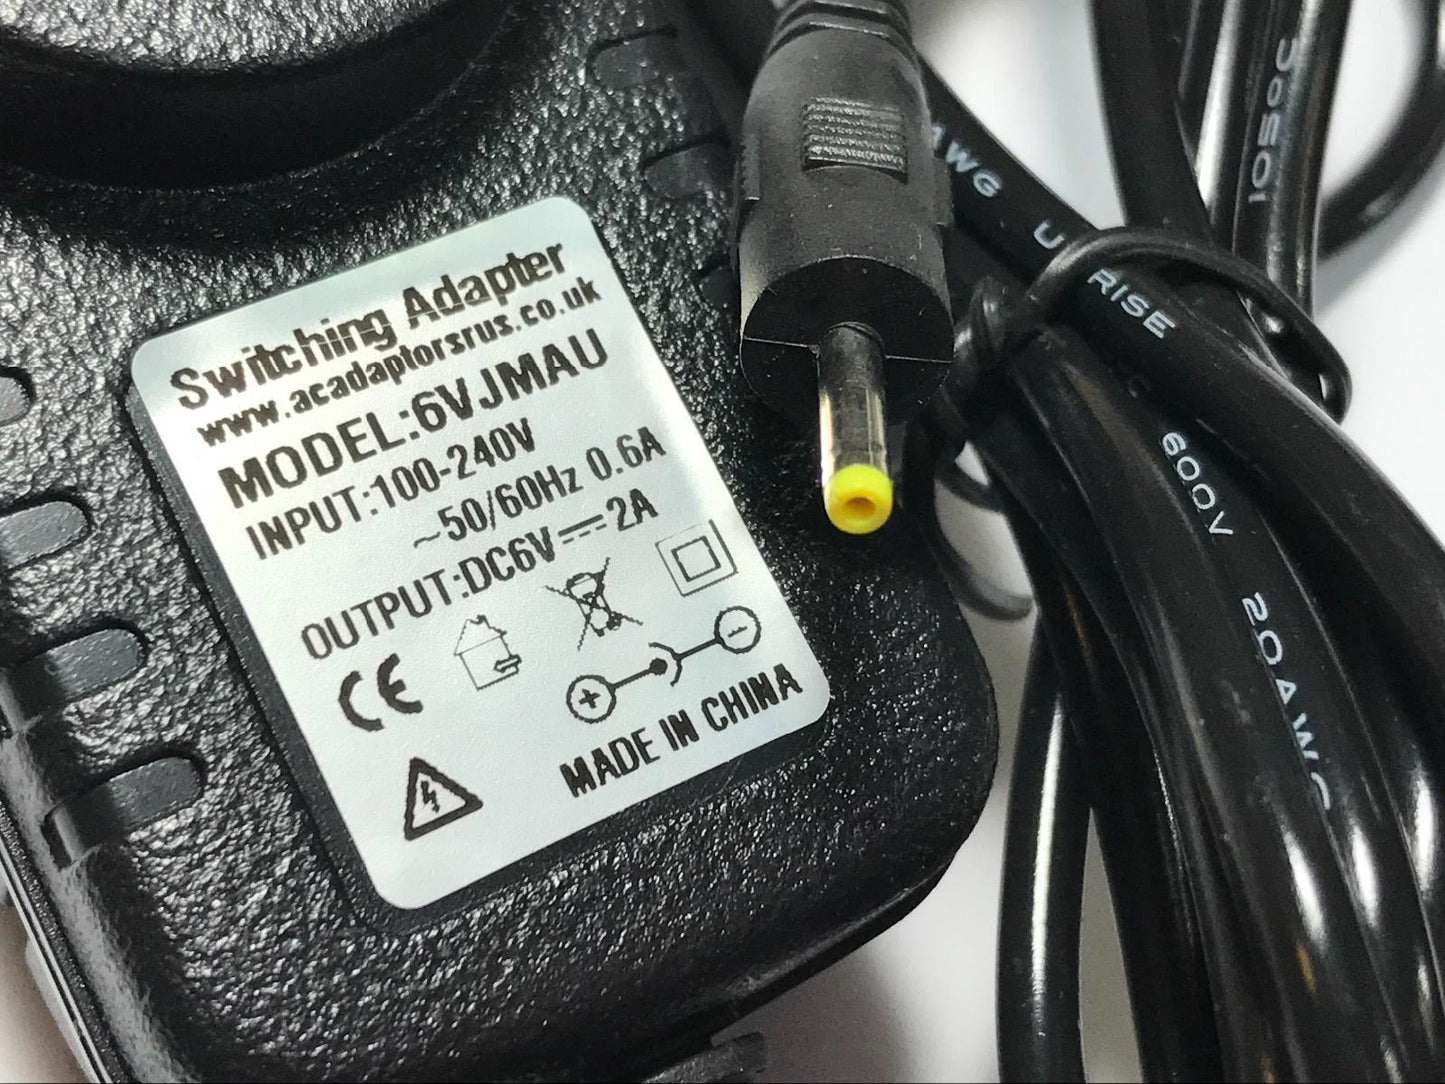 Switching Adapter
www.acadaptorsrus.co.uk
MODEL:6VJMAU
INPUT:100-240V
~50/60Hz 0.6A
OUTPUT:DC6V⎓2A
CE
+
-
MADE IN CHINA
AWG
RISE
600V
20AWG
105OC